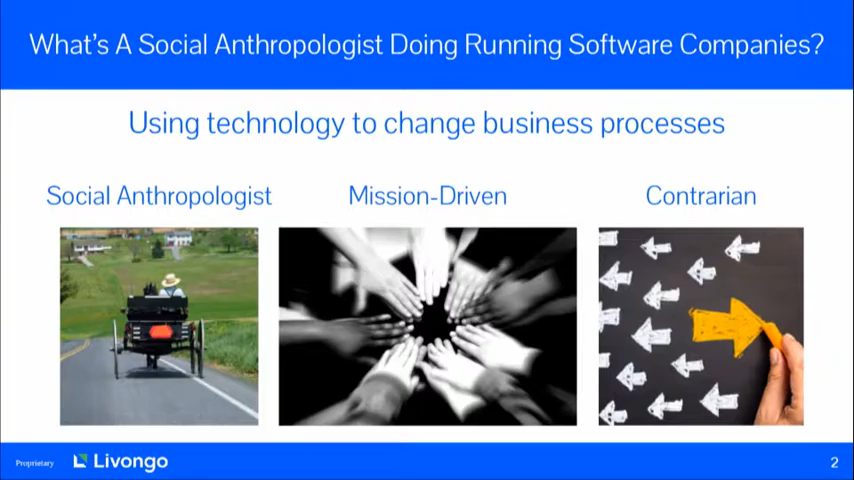 What's A Social Anthropologist Doing Running Software Companies?
Using technology to change business processes
Social Anthropologist
Mission-Driven
Contrarian
Proprietary
Livongo
2